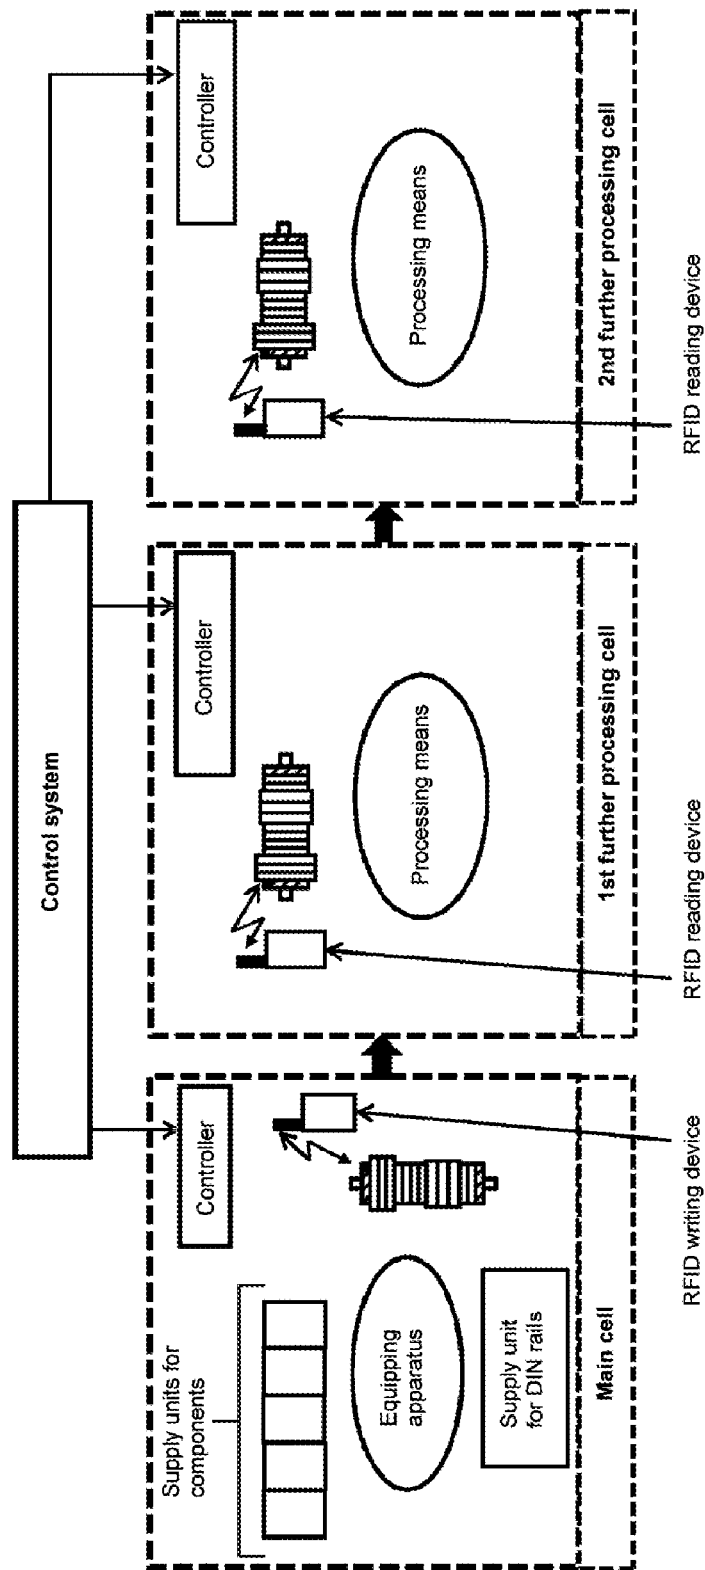 Control system
Supply units for
components
Controller
Equipping
apparatus
Supply unit
for DIN rails
Main cell
RFID writing device
Controller
Processing means
1st further processing cell
RFID reading device
Controller
Processing means
2nd further processing cell
RFID reading device